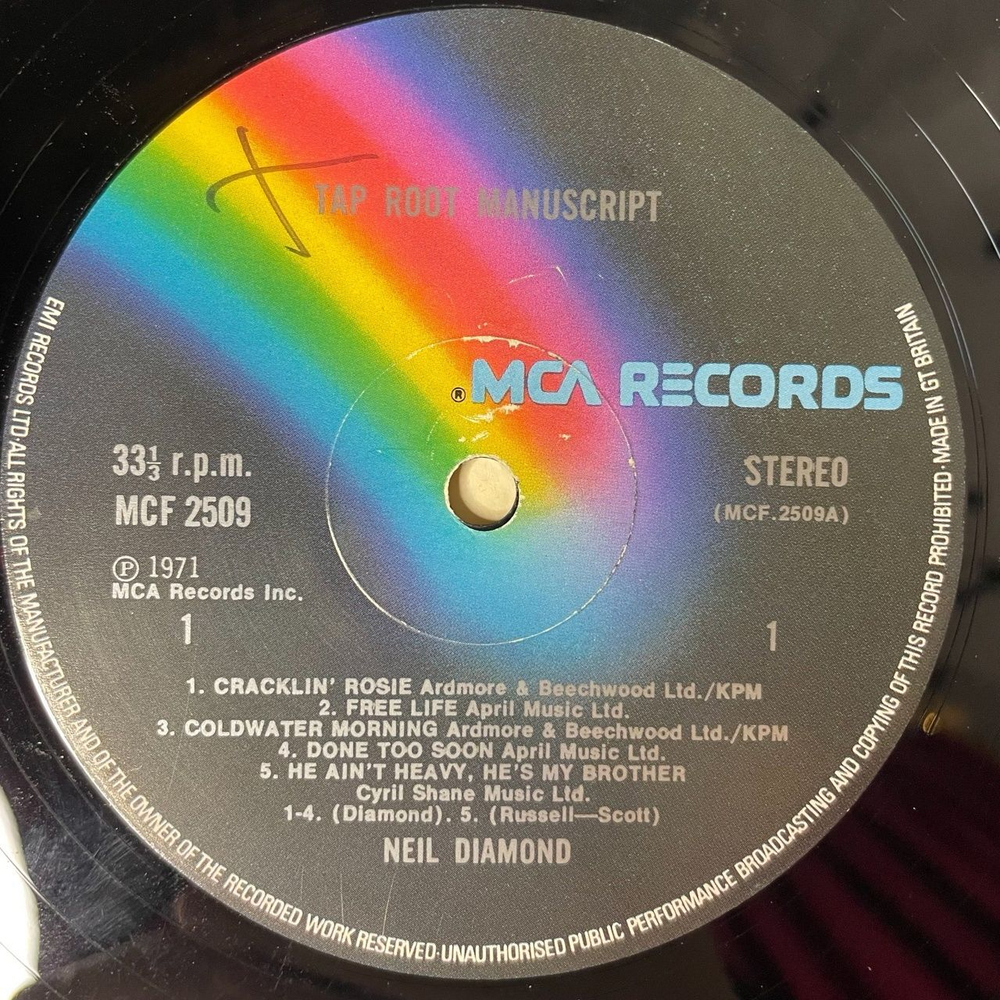 TAP ROOT MANUSCRIPT
® MCA RECORDS
33⅓ r.p.m.
MCF 2509
STEREO
(MCF.2509A)
Ⓟ 1971
MCA Records Inc.
1
1
1. CRACKLIN' ROSIE Ardmore & Beechwood Ltd./KPM
2. FREE LIFE April Music Ltd.
3. COLDWATER MORNING Ardmore & Beechwood Ltd./KPM
4. DONE TOO SOON April Music Ltd.
5. HE AIN'T HEAVY, HE'S MY BROTHER
Cyril Shane Music Ltd.
1-4. (Diamond). 5. (Russell—Scott)
NEIL DIAMOND
EMI RECORDS LTD·ALL RIGHTS OF THE MANUFACTURER AND OF THE OWNER OF THE RECORDED WORK RESERVED·UNAUTHORISED PUBLIC PERFORMANCE BROADCASTING AND COPYING OF THIS RECORD PROHIBITED·MADE IN GT BRITAIN